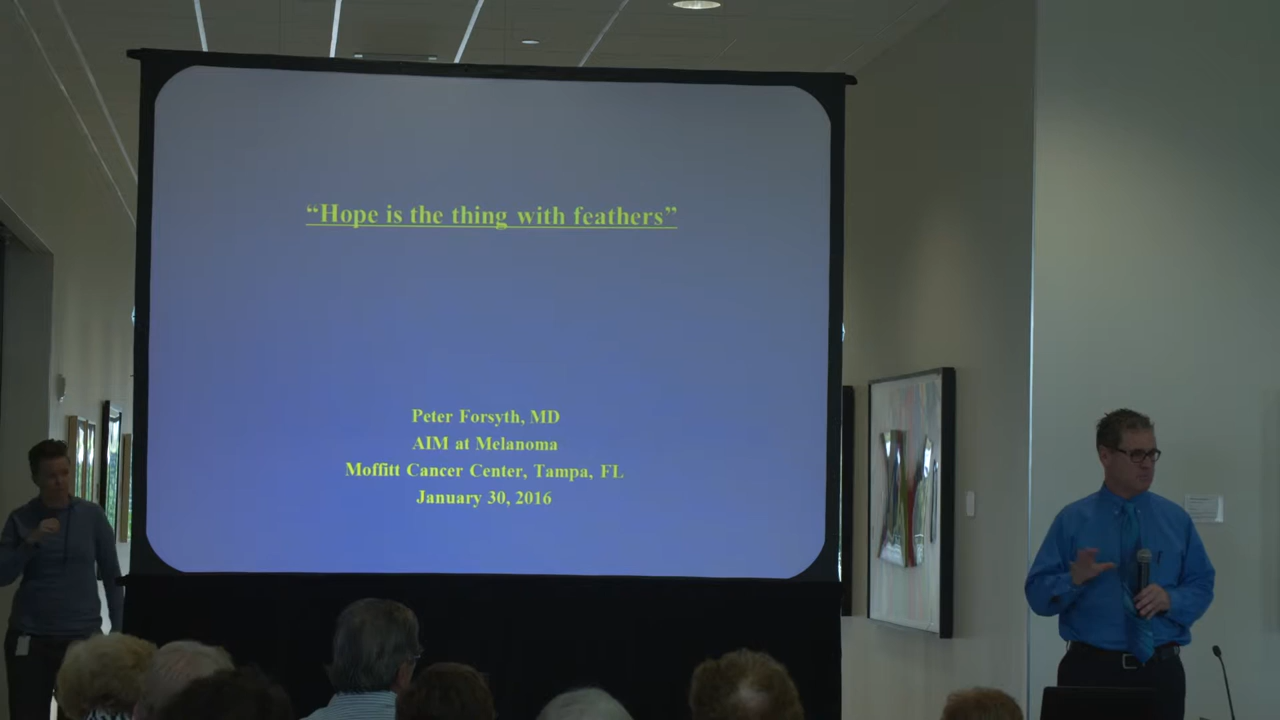 “Hope is the thing with feathers”
Peter Forsyth, MD
AIM at Melanoma
Moffitt Cancer Center, Tampa, FL
January 30, 2016